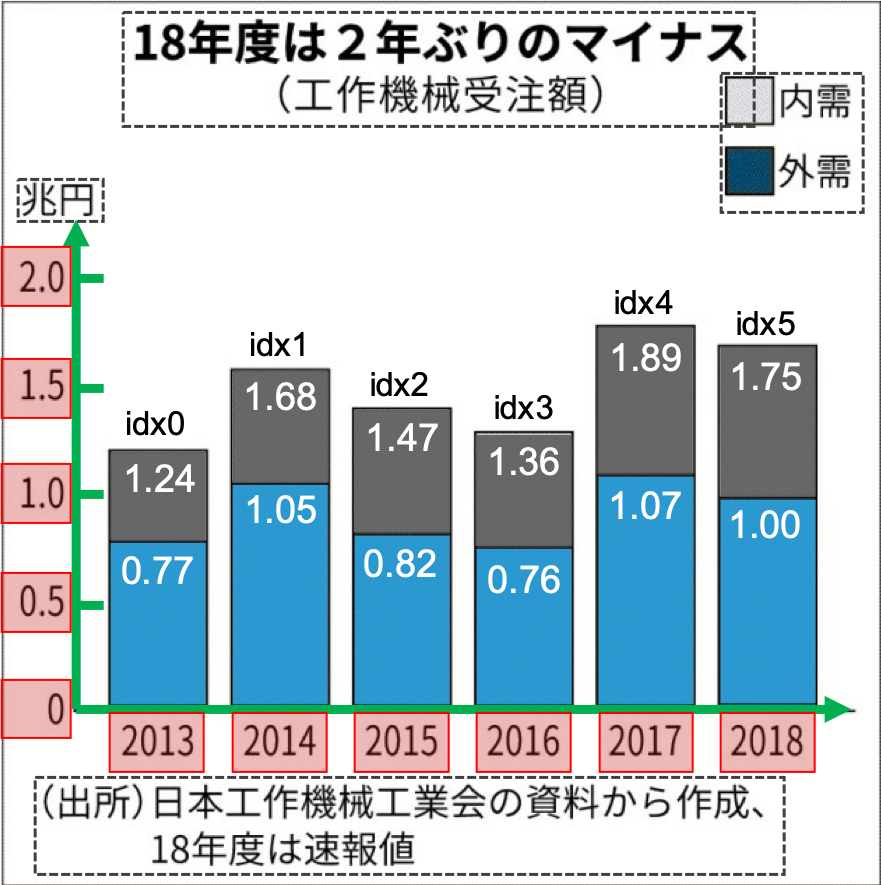 18年度は2年ぶりのマイナス
（工作機械受注額）
内需
外需
兆円
2.0
1.5
1.0
0.5
0
idx0
1.24
0.77
idx1
1.68
1.05
idx2
1.47
0.82
idx3
1.36
0.76
idx4
1.89
1.07
idx5
1.75
1.00
2013
2014
2015
2016
2017
2018
（出所）日本工作機械工業会の資料から作成、
18年度は速報値